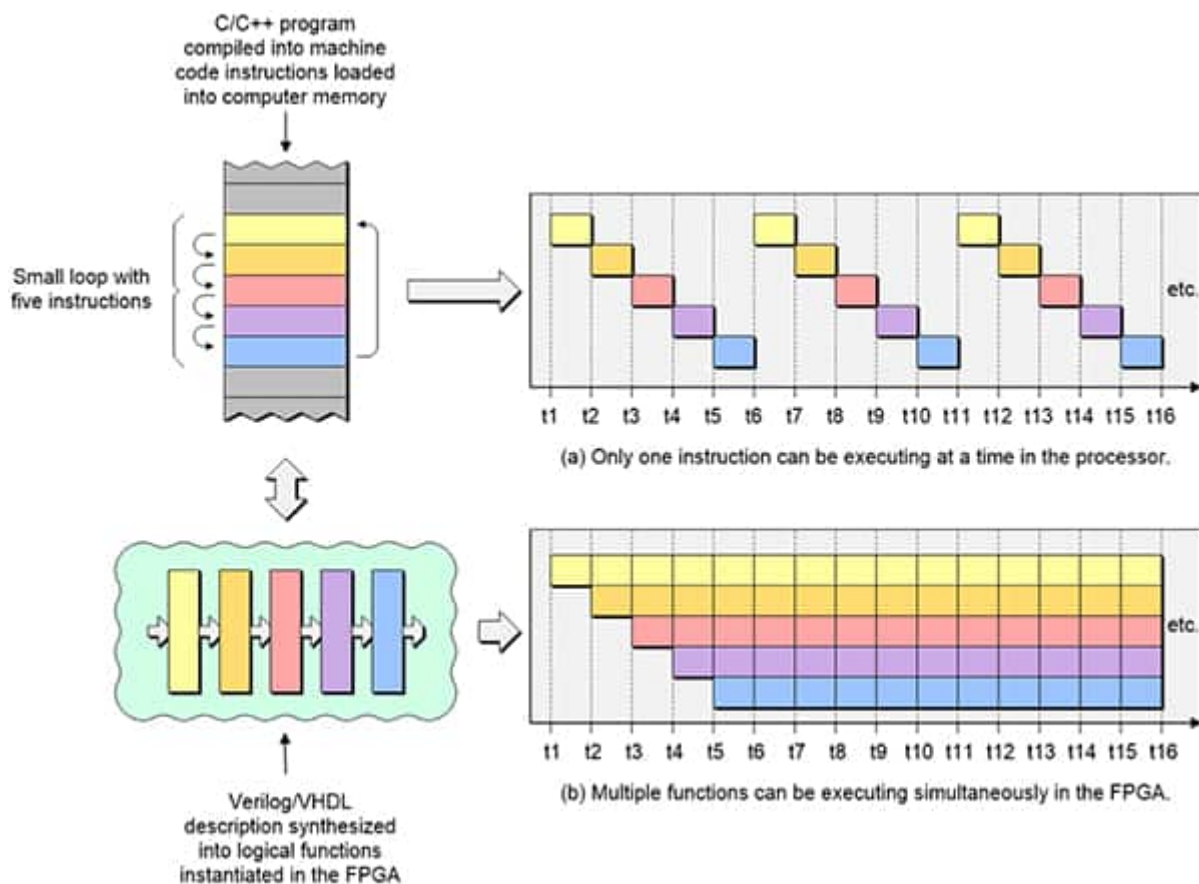 C/C++ program
compiled into machine
code instructions loaded
into computer memory
Small loop with
five instructions
etc.
t1 t2 t3 t4 t5 t6 t7 t8 t9 t10 t11 t12 t13 t14 t15 t16
(a) Only one instruction can be executing at a time in the processor.
etc.
t1 t2 t3 t4 t5 t6 t7 t8 t9 t10 t11 t12 t13 t14 t15 t16
(b) Multiple functions can be executing simultaneously in the FPGA.
Verilog/VHDL
description synthesized
into logical functions
instantiated in the FPGA